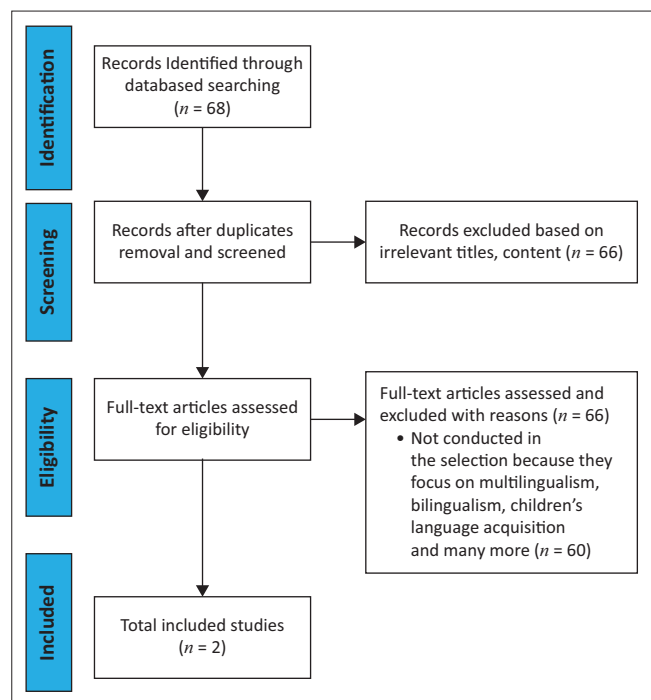 Identification
Records Identified through
databased searching
(n = 68)
Screening
Records after duplicates
removal and screened
Records excluded based on
irrelevant titles, content (n = 66)
Eligibility
Full-text articles assessed
for eligibility
Full-text articles assessed and
excluded with reasons (n = 66)
• Not conducted in
the selection because they
focus on multilingualism,
bilingualism, children’s
language acquisition
and many more (n = 60)
Included
Total included studies
(n = 2)